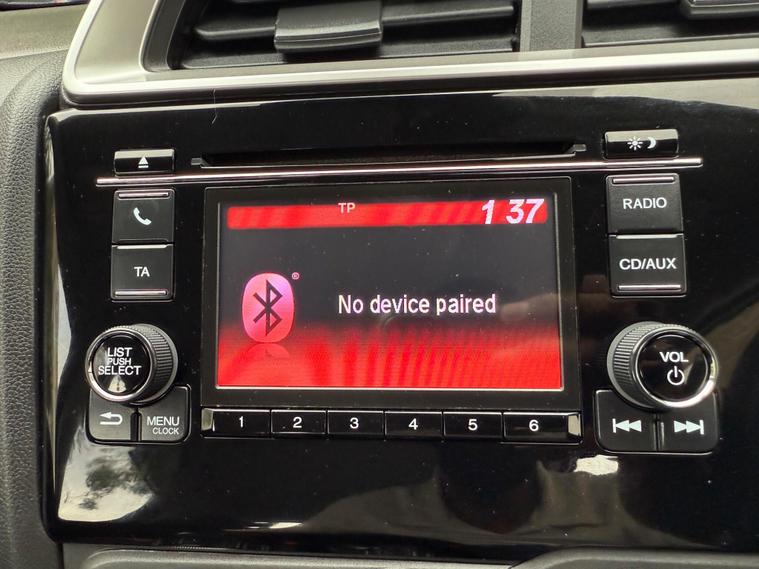 TP
1 37
RADIO
TA
CD/AUX
No device paired
LIST
PUSH
SELECT
VOL
MENU
CLOCK
1 2 3 4 5 6